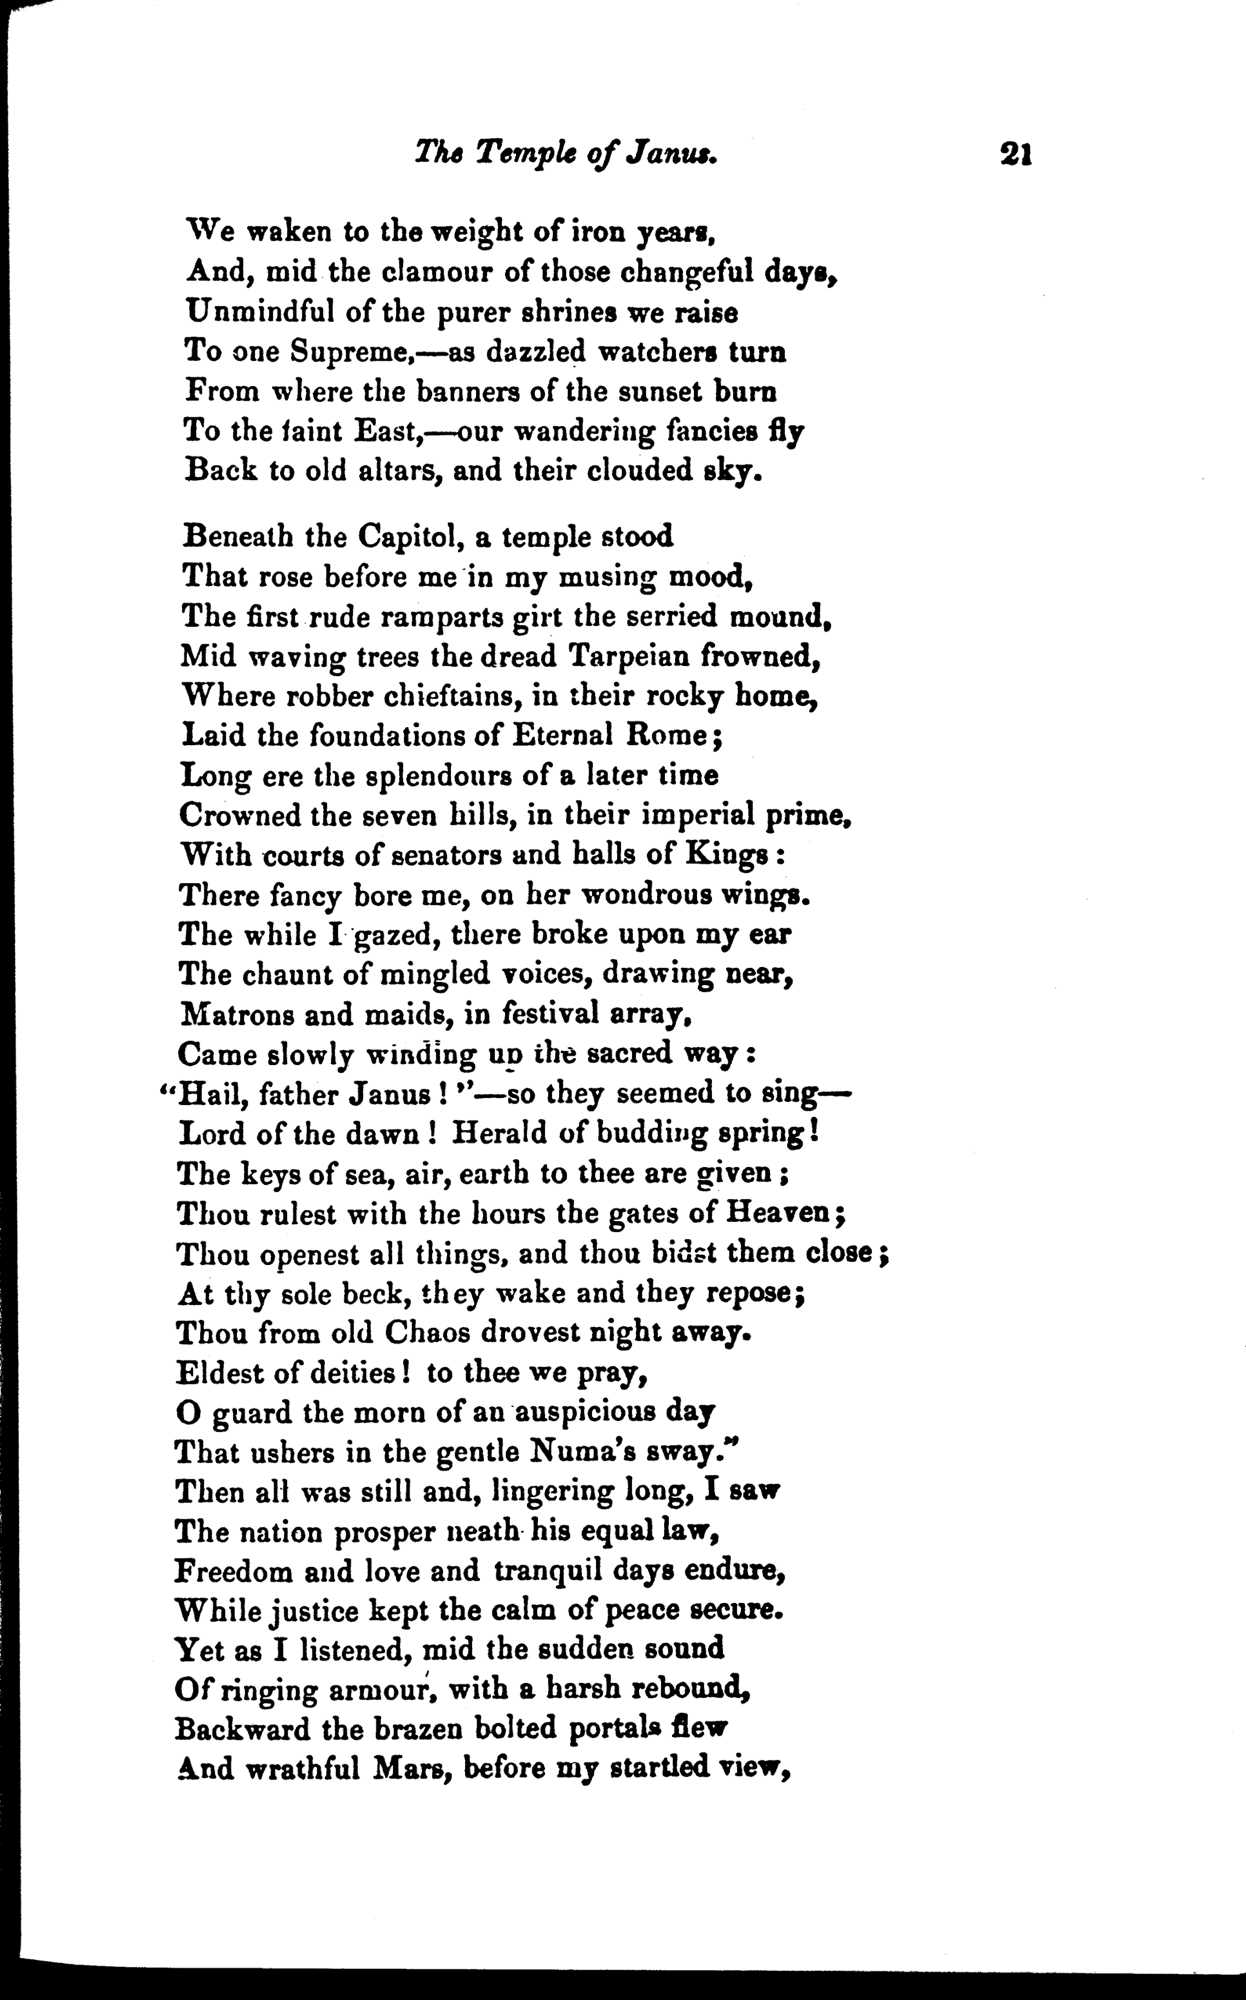 The Temple of Janus. 21
We waken to the weight of iron years,
And, mid the clamour of those changeful days,
Unmindful of the purer shrines we raise
To one Supreme,—as dazzled watchers turn
From where the banners of the sunset burn
To the faint East,—our wandering fancies fly
Back to old altars, and their clouded sky.
Beneath the Capitol, a temple stood
That rose before me in my musing mood,
The first rude ramparts girt the serried mound,
Mid waving trees the dread Tarpeian frowned,
Where robber chieftains, in their rocky home,
Laid the foundations of Eternal Rome;
Long ere the splendours of a later time
Crowned the seven hills, in their imperial prime,
With courts of senators and halls of Kings:
There fancy bore me, on her wondrous wings.
The while I gazed, there broke upon my ear
The chaunt of mingled voices, drawing near,
Matrons and maids, in festival array,
Came slowly winding up the sacred way:
“Hail, father Janus!”—so they seemed to sing—
Lord of the dawn! Herald of budding spring!
The keys of sea, air, earth to thee are given;
Thou rulest with the hours the gates of Heaven;
Thou openest all things, and thou bidst them close;
At thy sole beck, they wake and they repose;
Thou from old Chaos drovest night away.
Eldest of deities! to thee we pray,
O guard the morn of an auspicious day
That ushers in the gentle Numa’s sway.”
Then all was still and, lingering long, I saw
The nation prosper neath his equal law,
Freedom and love and tranquil days endure,
While justice kept the calm of peace secure.
Yet as I listened, mid the sudden sound
Of ringing armour, with a harsh rebound,
Backward the brazen bolted portals flew
And wrathful Mars, before my startled view,